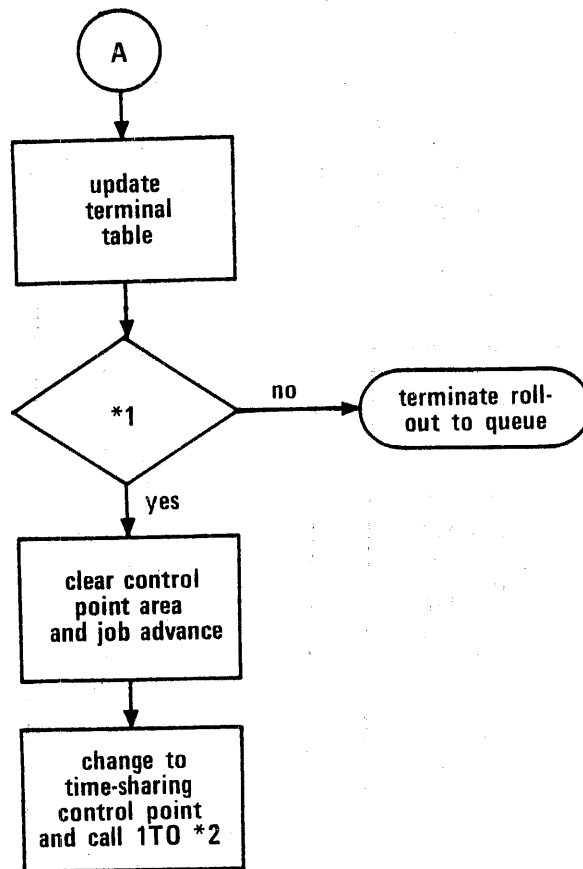 A
update
terminal
table
*1
no
terminate roll-
out to queue
yes
clear control
point area
and job advance
change to
time-sharing
control point
and call 1TO *2